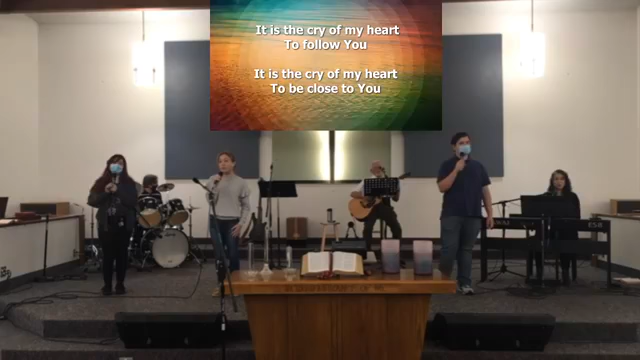 It is the cry of my heart
To follow You
It is the cry of my heart
To be close to You